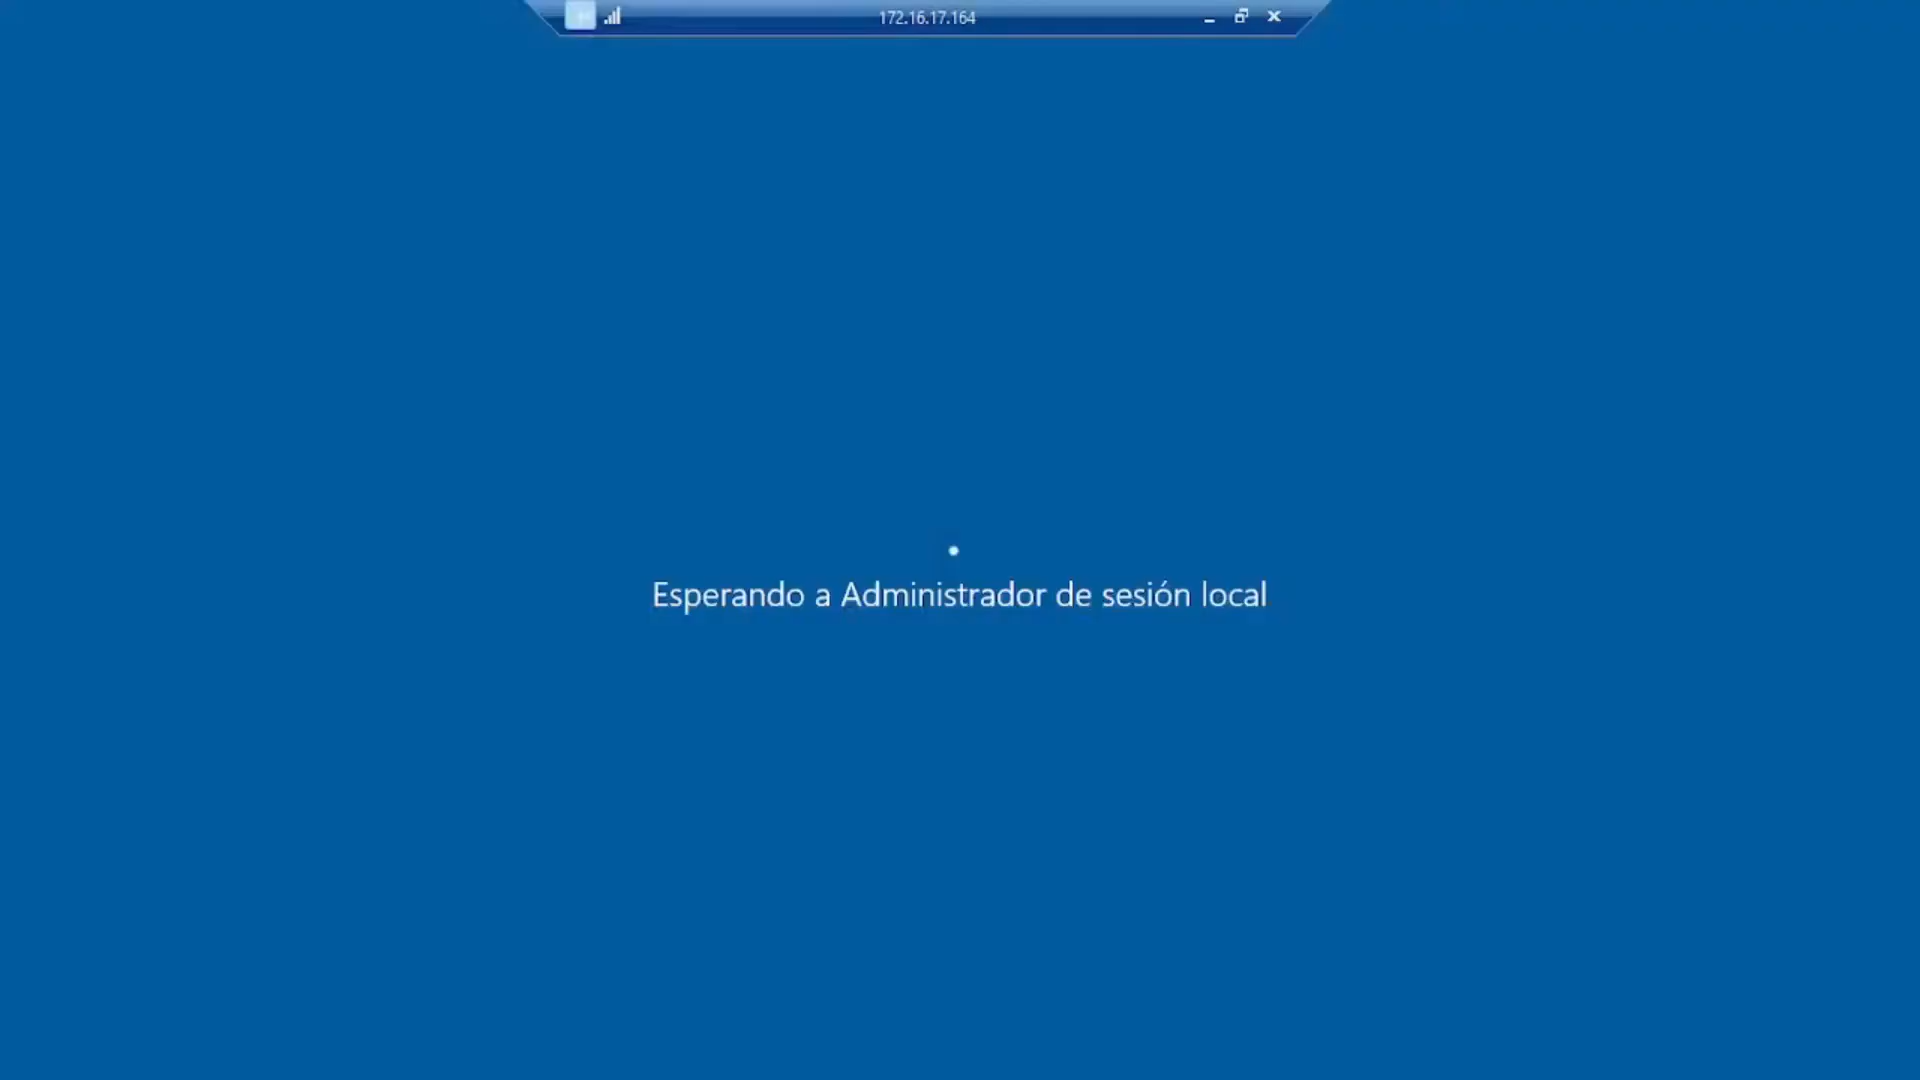 172.16.17.164
Esperando a Administrador de sesión local